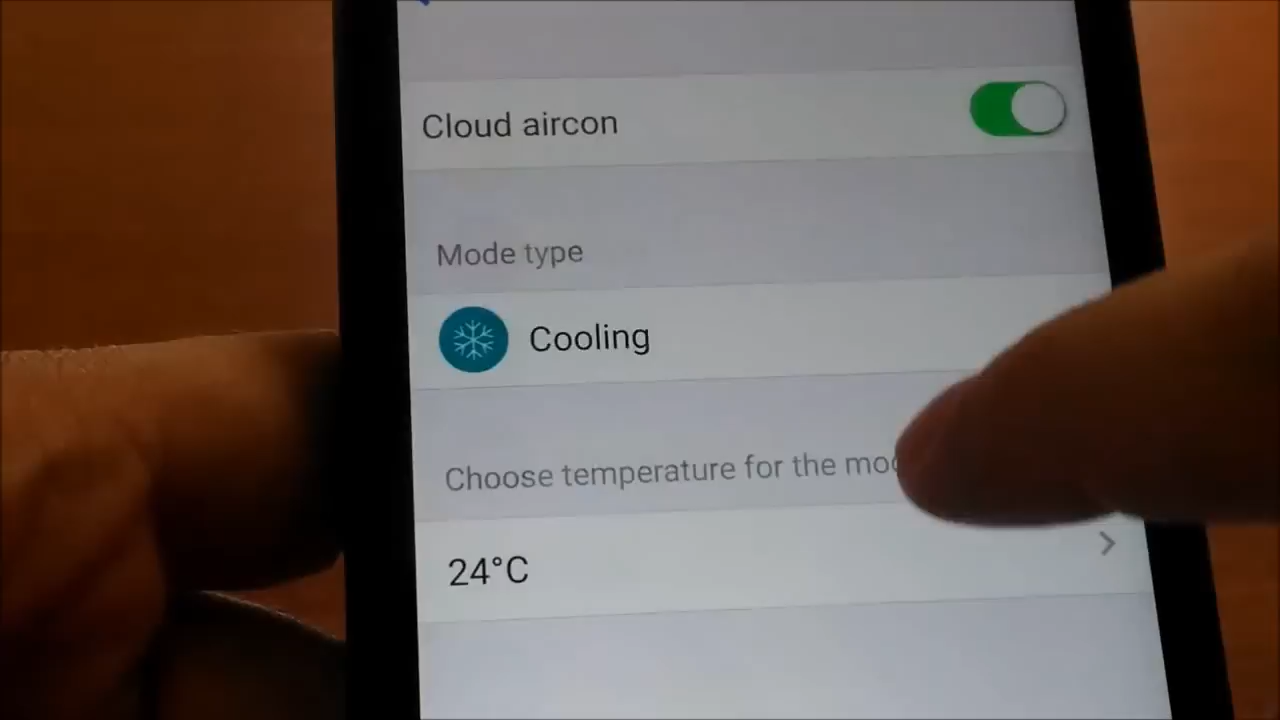 Cloud aircon
Mode type
Cooling
Choose temperature for the
24°C